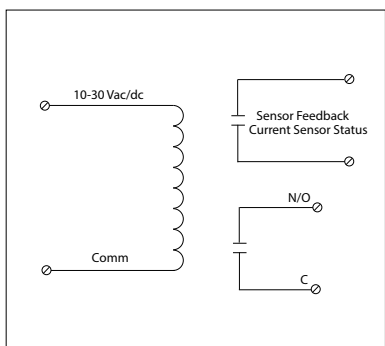 10-30 Vac/dc
Sensor Feedback
Current Sensor Status
N/O
Comm
C